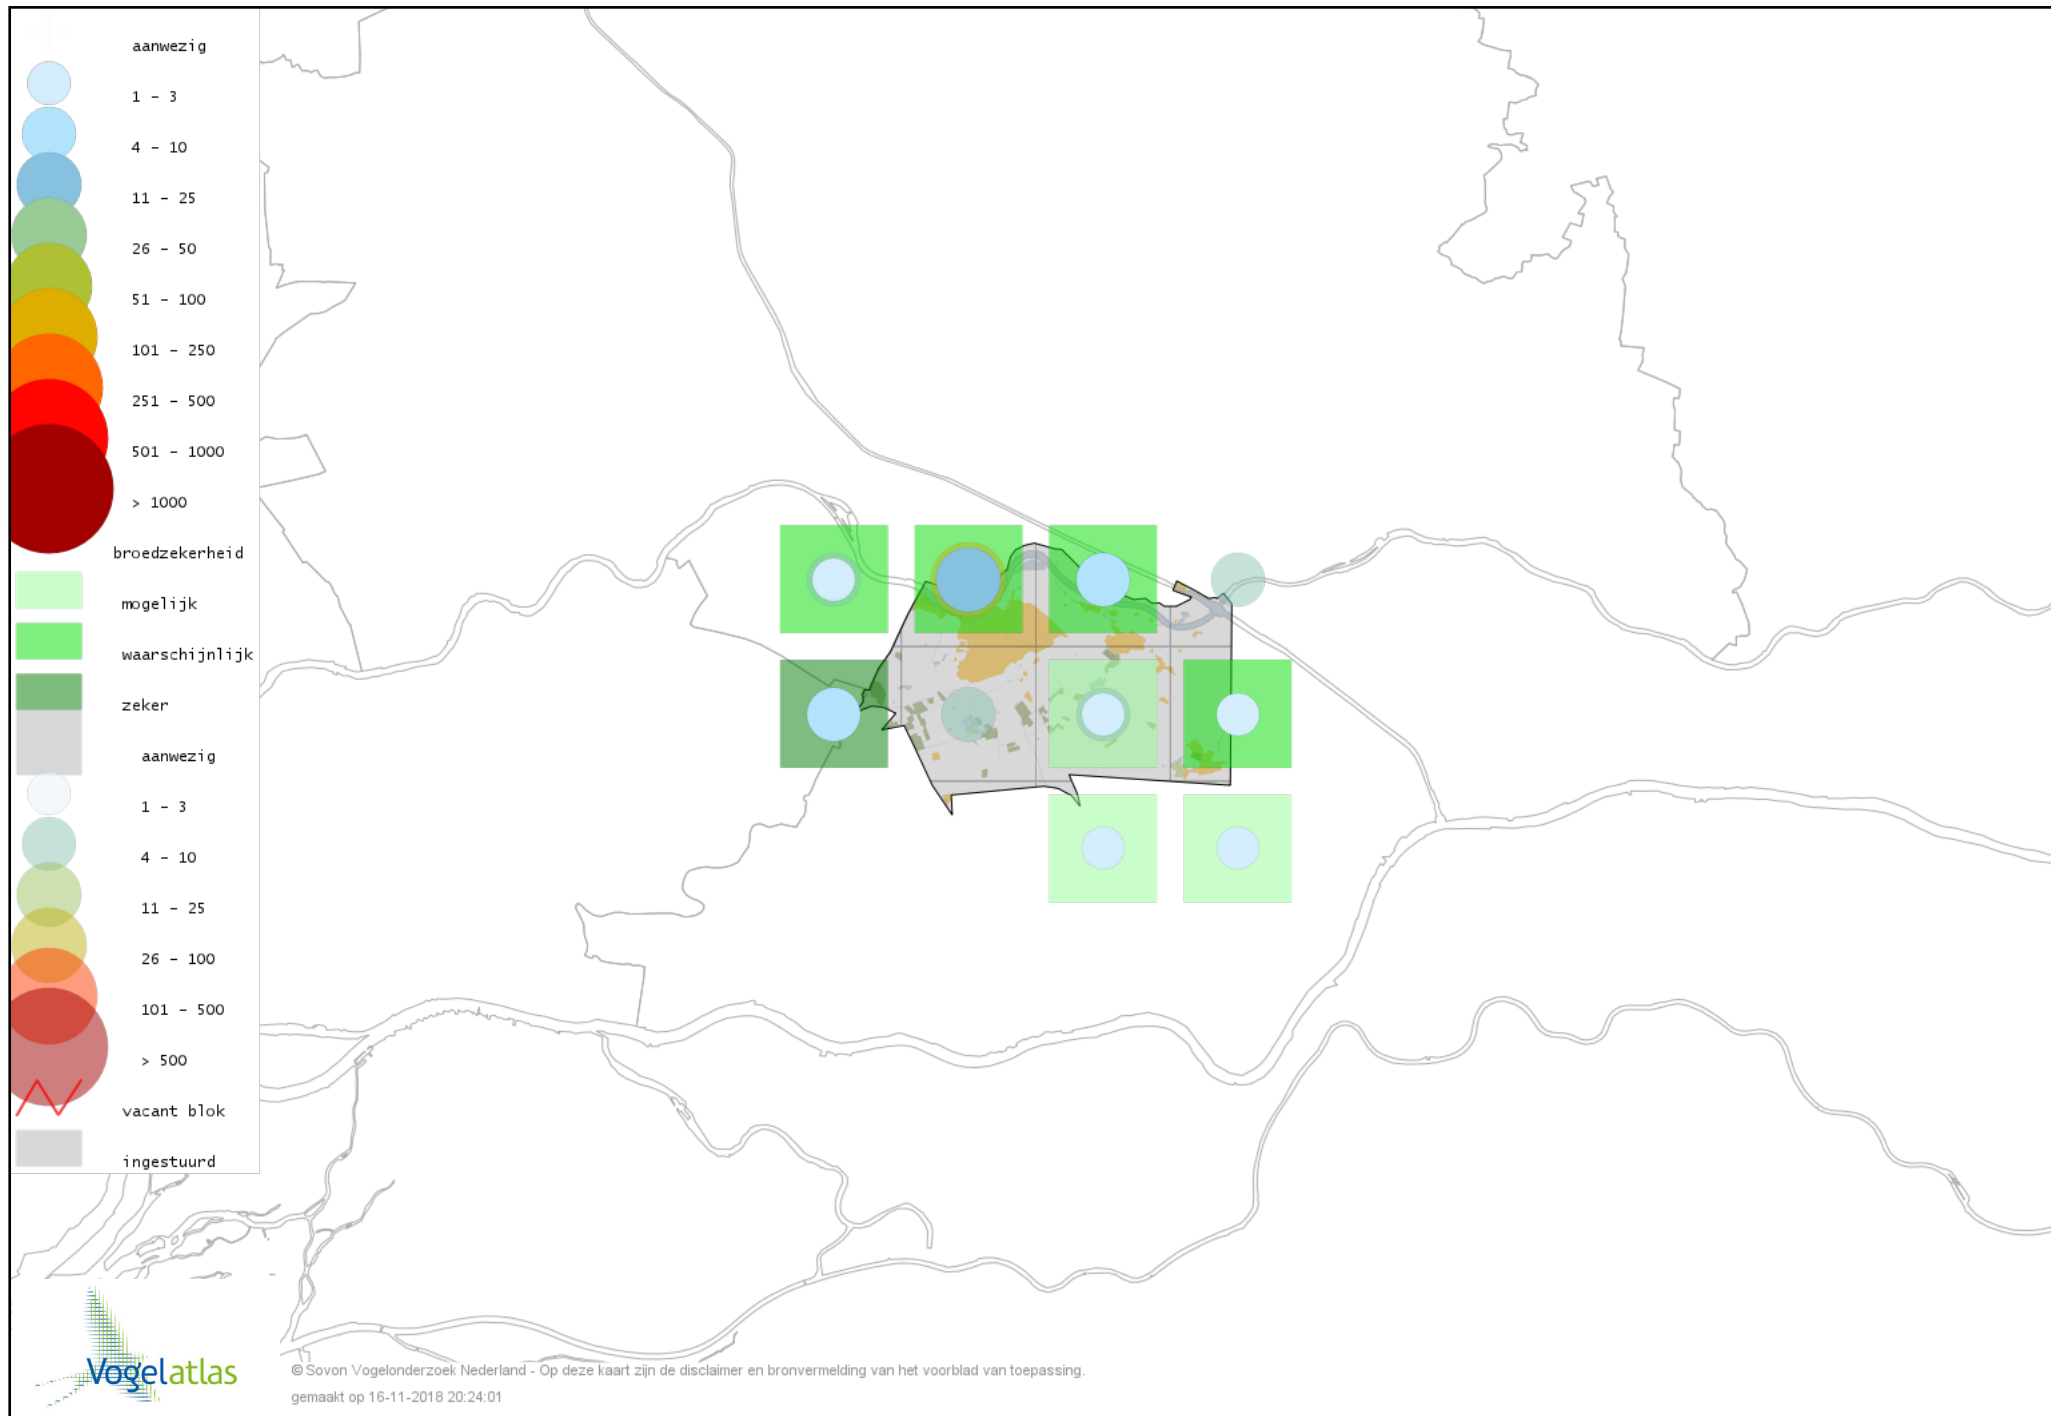 aanwezig
1 - 3
4 - 10
11 - 25
26 - 50
51 - 100
101 - 250
251 - 500
501 - 1000
> 1000
broedzekerheid
mogelijk
waarschijnlijk
zeker
aanwezig
1 - 3
4 - 10
11 - 25
26 - 100
101 - 500
> 500
vacant blok
ingestuurd
Vogelatlas
© Sovon Vogelonderzoek Nederland - Op deze kaart zijn de disclaimer en bronvermelding van het voorblad van toepassing.
gemaakt op 16-11-2018 20:24:01